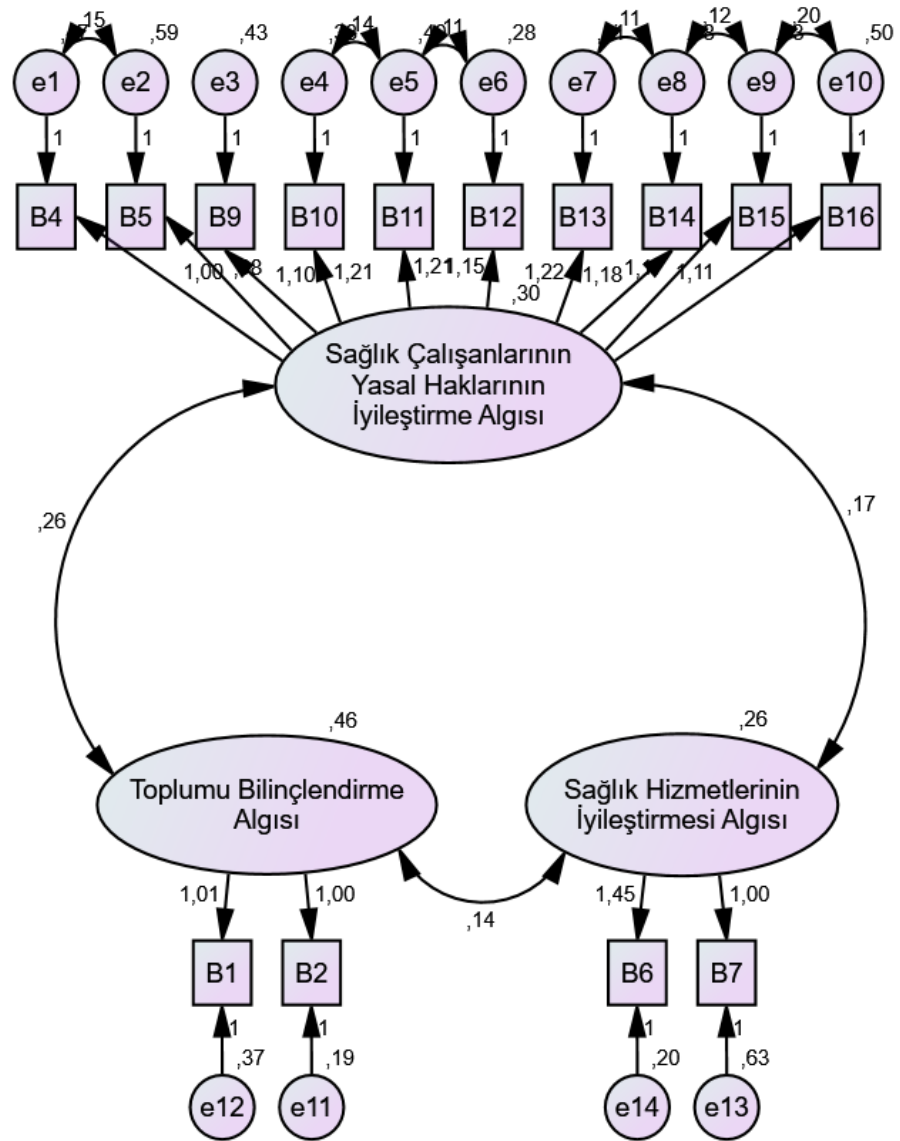 ,15
,59
,43
,14
,11
,28
,11
,12
,20
,50
e1
e2
e3
e4
e5
e6
e7
e8
e9
e10
1
1
1
1
1
1
1
1
1
1
B4
B5
B9
B10
B11
B12
B13
B14
B15
B16
1,00
1,10
1,21
1,21
1,15
1,22
1,18
1,11
,30
Sağlık Çalışanlarının
Yasal Haklarının
İyileştirme Algısı
,26
,17
,46
,26
Toplumu Bilinçlendirme
Algısı
Sağlık Hizmetlerinin
İyileştirmesi Algısı
,14
1,01
1,00
1,45
1,00
B1
B2
B6
B7
1
1
1
1
,37
,19
,20
,63
e12
e11
e14
e13